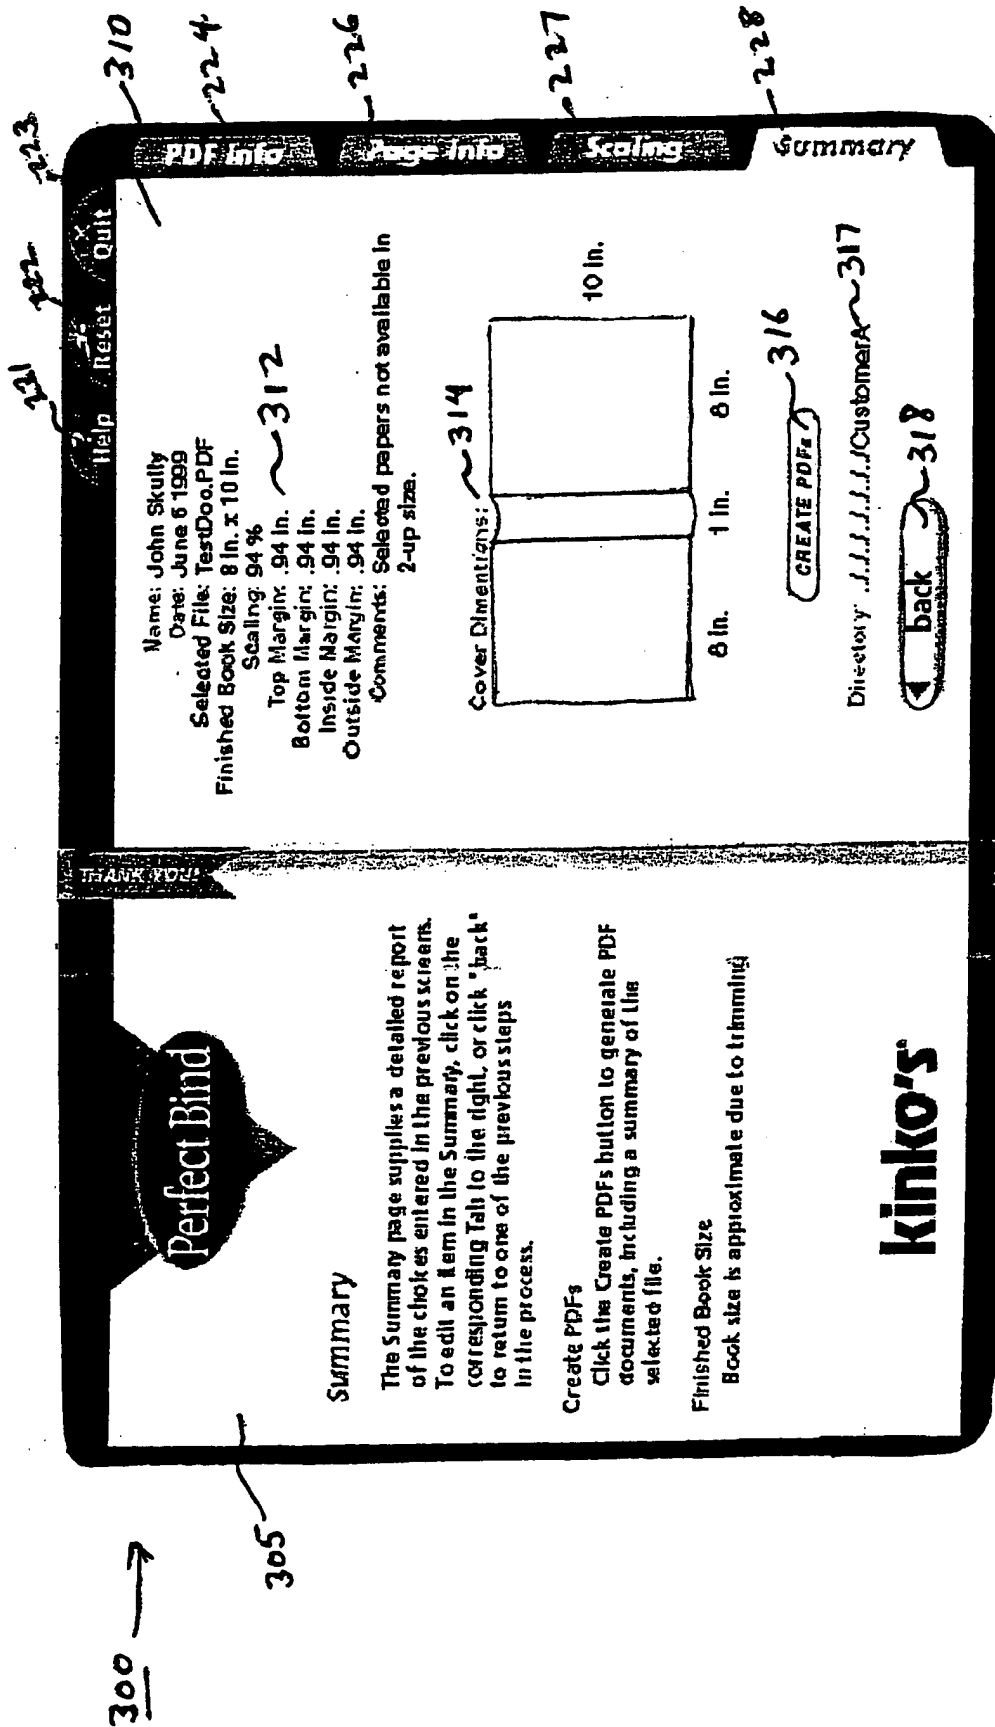 300
305
Perfect Bind
Summary
The Summary page supplies a detailed report
of the choices entered in the previous screens.
To edit an item in the Summary, click on the
corresponding Tab to the right, or click "back"
to return to one of the previous steps
in the process.
Create PDFs
Click the Create PDFs button to generate PDF
documents, including a summary of the
selected file.
Finished Book Size
Book size is approximate due to trimming
kinko's
THANK YOU!
221
222
223
Help
Reset
Quit
310
Name: John Skully
Date: June 6 1999
Selected File: TestDoo.PDF
Finished Book Size: 8 in. x 10 in.
Scaling: 94 %
Top Margin: .94 in.
312
Bottom Margin: .94 in.
Inside Margin: .94 in.
Outside Margin: .94 in.
Comments: Selected papers not available in
2-up size.
Cover Dimentions:
314
10 in.
8 in.
1 in.
8 in.
CREATE PDFs
316
Directory: ./././././././CustomerA
317
back
318
PDF Info
224
Page Info
226
Scaling
227
Summary
228